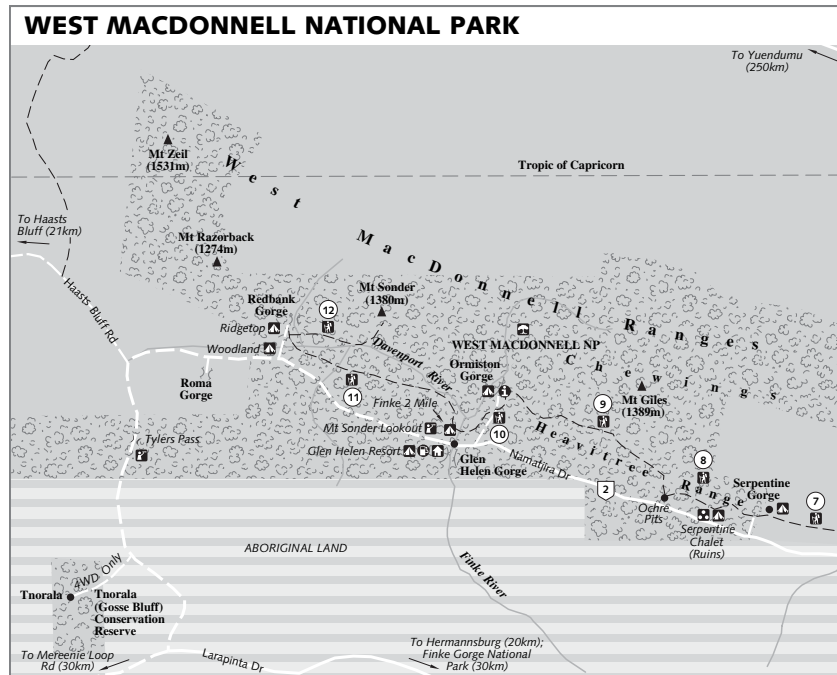 WEST MACDONNELL NATIONAL PARK
To Yuendumu
(250km)
Mt Zeil
(1531m)
West MacDonnell Ranges
Tropic of Capricorn
To Haasts
Bluff (21km)
Mt Razorback
(1274m)
Haasts Bluff Rd
Mt Sonder
(1380m)
Redbank
Gorge
12
Ridgetop
Woodland
Davenport River
WEST MACDONNELL NP
Chewings
Ormiston
Gorge
Roma
Gorge
11
Finke 2 Mile
9
Mt Giles
(1389m)
Mt Sonder Lookout
10
Heavitree Range
Tylers Pass
Glen Helen Resort
Glen
Helen Gorge
Namatjira Dr
8
2
Serpentine
Gorge
7
Ochre
Pits
Serpentine
Chalet
(Ruins)
ABORIGINAL LAND
4WD Only
Finke River
Tnorala
Tnorala
(Gosse Bluff)
Conservation
Reserve
To Mereenie Loop
Rd (30km)
Larapinta Dr
To Hermannsburg (20km);
Finke Gorge National
Park (30km)